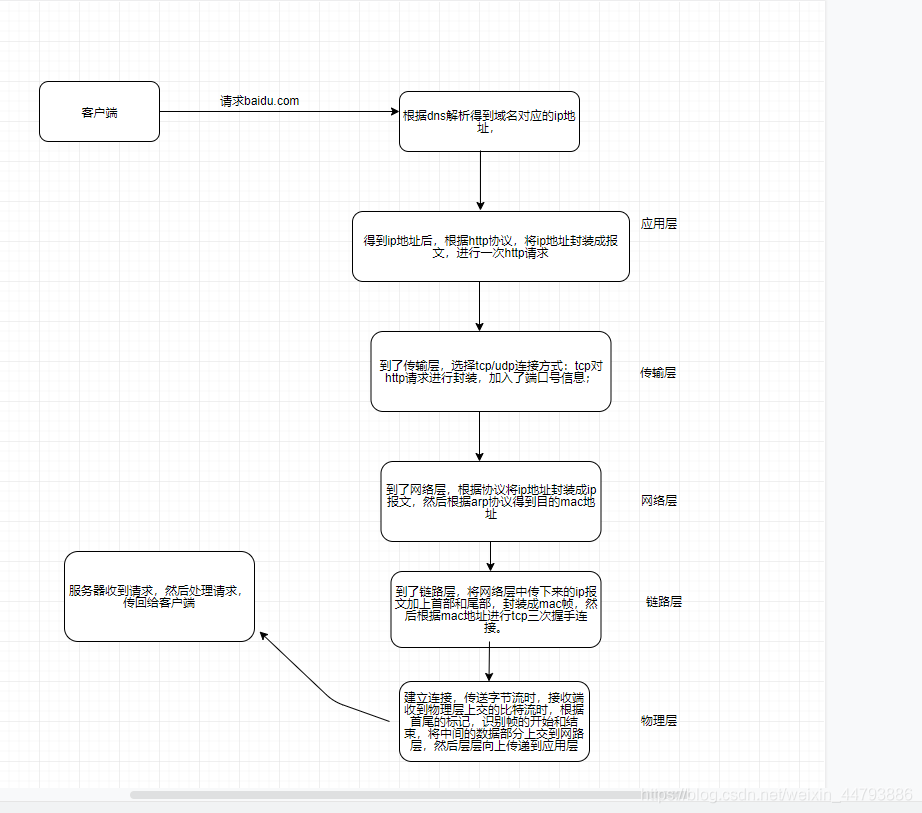 客户端
请求baidu.com
根据dns解析得到域名对应的ip地
址，
应用层
得到ip地址后，根据http协议，将ip地址封装成报
文，进行一次http请求
到了传输层，选择tcp/udp连接方式：tcp对
http请求进行封装，加入了端口号信息；
传输层
到了网络层，根据协议将ip地址封装成ip
报文，然后根据arp协议得到目的mac地
址
网络层
服务器收到请求，然后处理请求，
传回给客户端
到了链路层，将网络层中传下来的ip报
文加上首部和尾部，封装成mac帧，然
后根据mac地址进行tcp三次握手连
接。
链路层
建立连接，传送字节流时，接收端
收到物理层上交的比特流时，根据
首尾的标记，识别帧的开始和结
束，将中间的数据部分上交到网路
层，然后层层向上传递到应用层
物理层
https://blog.csdn.net/weixin_44793886